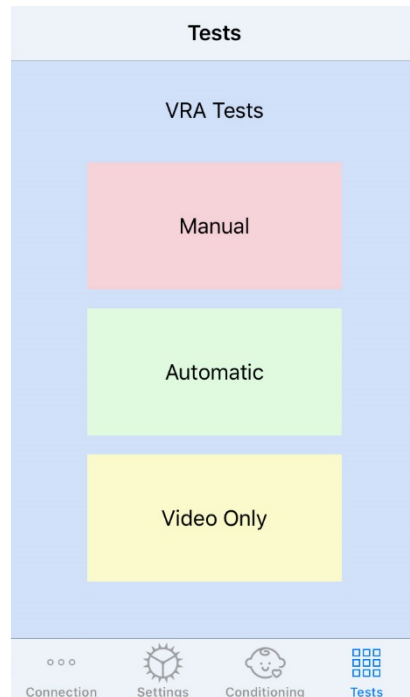 Tests
VRA Tests
Manual
Automatic
Video Only
Connection Settings Conditioning Tests